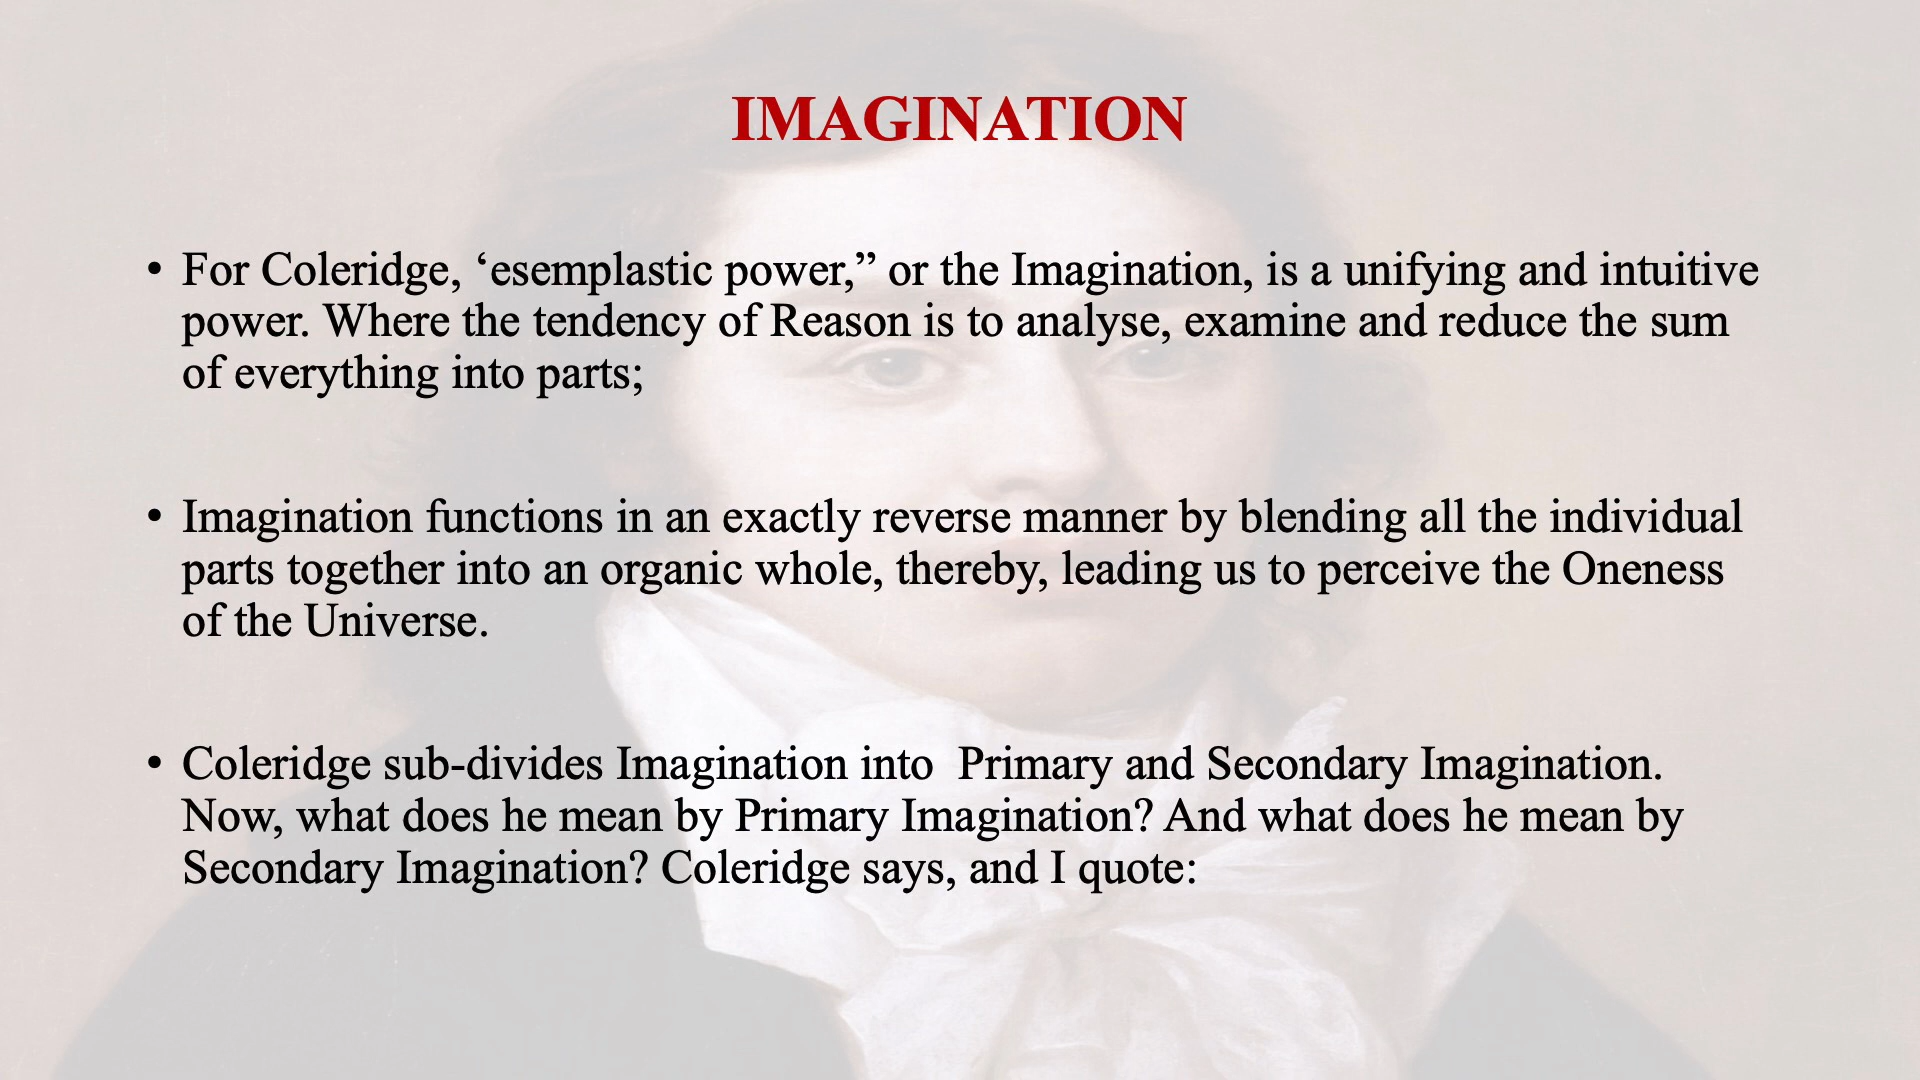 IMAGINATION
• For Coleridge, ‘esemplastic power,” or the Imagination, is a unifying and intuitive
power. Where the tendency of Reason is to analyse, examine and reduce the sum
of everything into parts;
• Imagination functions in an exactly reverse manner by blending all the individual
parts together into an organic whole, thereby, leading us to perceive the Oneness
of the Universe.
• Coleridge sub-divides Imagination into  Primary and Secondary Imagination.
Now, what does he mean by Primary Imagination? And what does he mean by
Secondary Imagination? Coleridge says, and I quote: